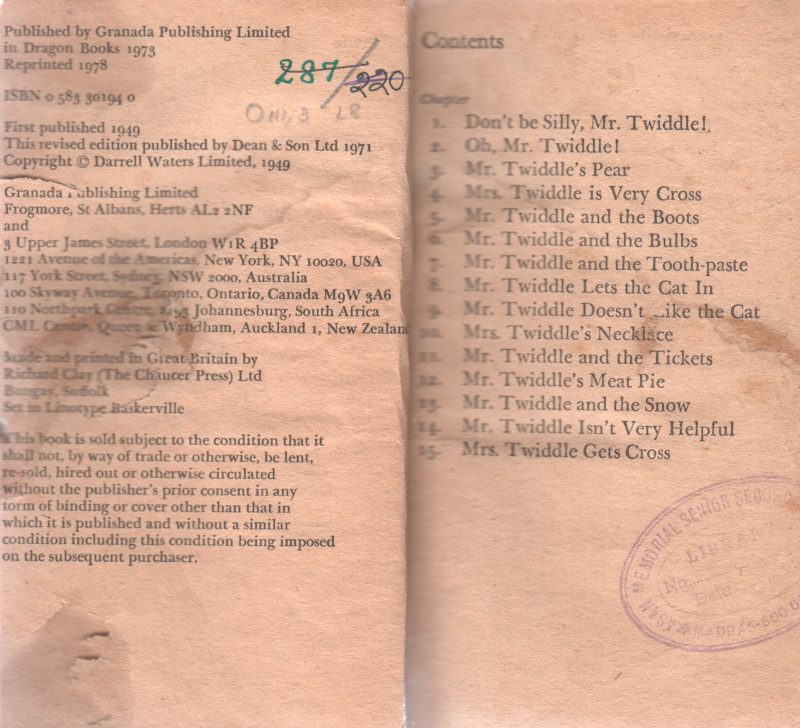 Published by Granada Publishing Limited
in Dragon Books 1973
Reprinted 1978
287/220
ISBN 0 583 30194 0
First published 1949
This revised edition published by Dean & Son Ltd 1971
Copyright © Darrell Waters Limited, 1949
Granada Publishing Limited
Frogmore, St Albans, Herts AL2 2NF
and
3 Upper James Street, London W1R 4BP
1221 Avenue of the Americas, New York, NY 10020, USA
117 York Street, Sydney, NSW 2000, Australia
100 Skyway Avenue, Toronto, Ontario, Canada M9W 3A6
110 Northpark Centre, 2193 Johannesburg, South Africa
CML Centre, Queen & Wyndham, Auckland 1, New Zealand
Made and printed in Great Britain by
Richard Clay (The Chaucer Press) Ltd
Bungay, Suffolk
Set in Linotype Baskerville
This book is sold subject to the condition that it
shall not, by way of trade or otherwise, be lent,
re-sold, hired out or otherwise circulated
without the publisher's prior consent in any
form of binding or cover other than that in
which it is published and without a similar
condition including this condition being imposed
on the subsequent purchaser.
Contents
Chapter
1. Don't be Silly, Mr. Twiddle!
2. Oh, Mr. Twiddle!
3. Mr. Twiddle's Pear
4. Mrs. Twiddle is Very Cross
5. Mr. Twiddle and the Boots
6. Mr. Twiddle and the Bulbs
7. Mr. Twiddle and the Tooth-paste
8. Mr. Twiddle Lets the Cat In
9. Mr. Twiddle Doesn't Like the Cat
10. Mrs. Twiddle's Necklace
11. Mr. Twiddle and the Tickets
12. Mr. Twiddle's Meat Pie
13. Mr. Twiddle and the Snow
14. Mr. Twiddle Isn't Very Helpful
15. Mrs. Twiddle Gets Cross
MEMORIAL SENIOR
LIBRARY
No.
Date